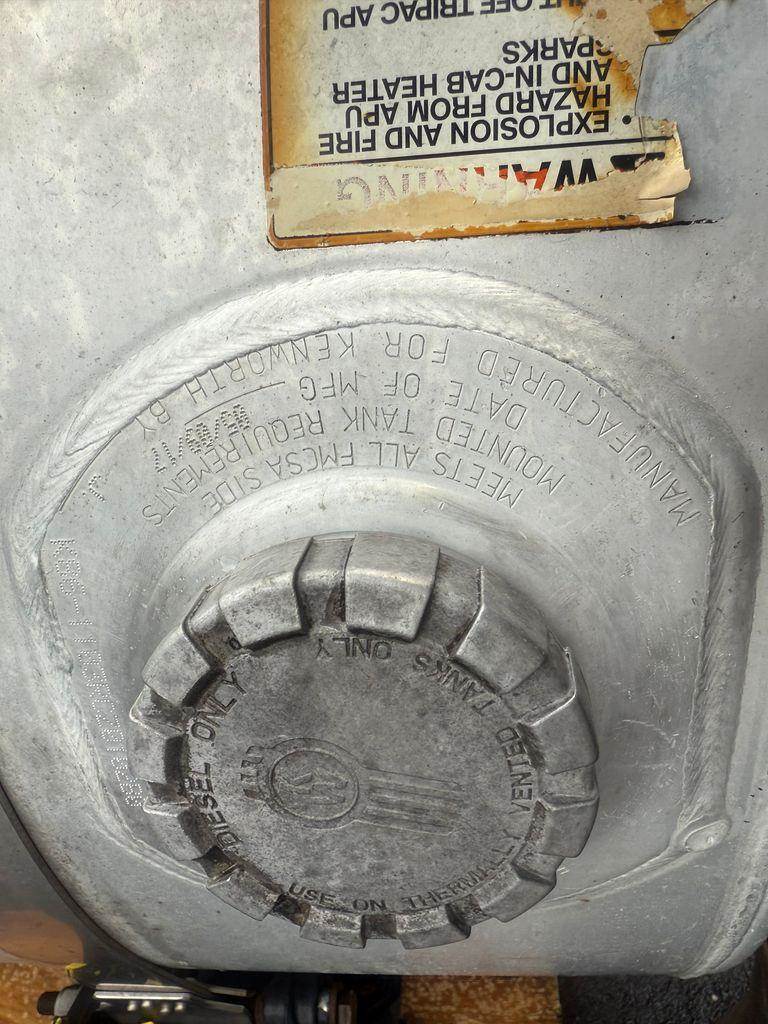 WARNING
• EXPLOSION AND FIRE
HAZARD FROM APU
AND IN-CAB HEATER
SPARKS
OFF TRIPAC APU
MANUFACTURED FOR KENWORTH BY
DATE OF MFG
MOUNTED TANK REQUIREMENTS
MEETS ALL FMCSA SIDE
DIESEL ONLY
USE ON THERMALLY VENTED TANKS ONLY